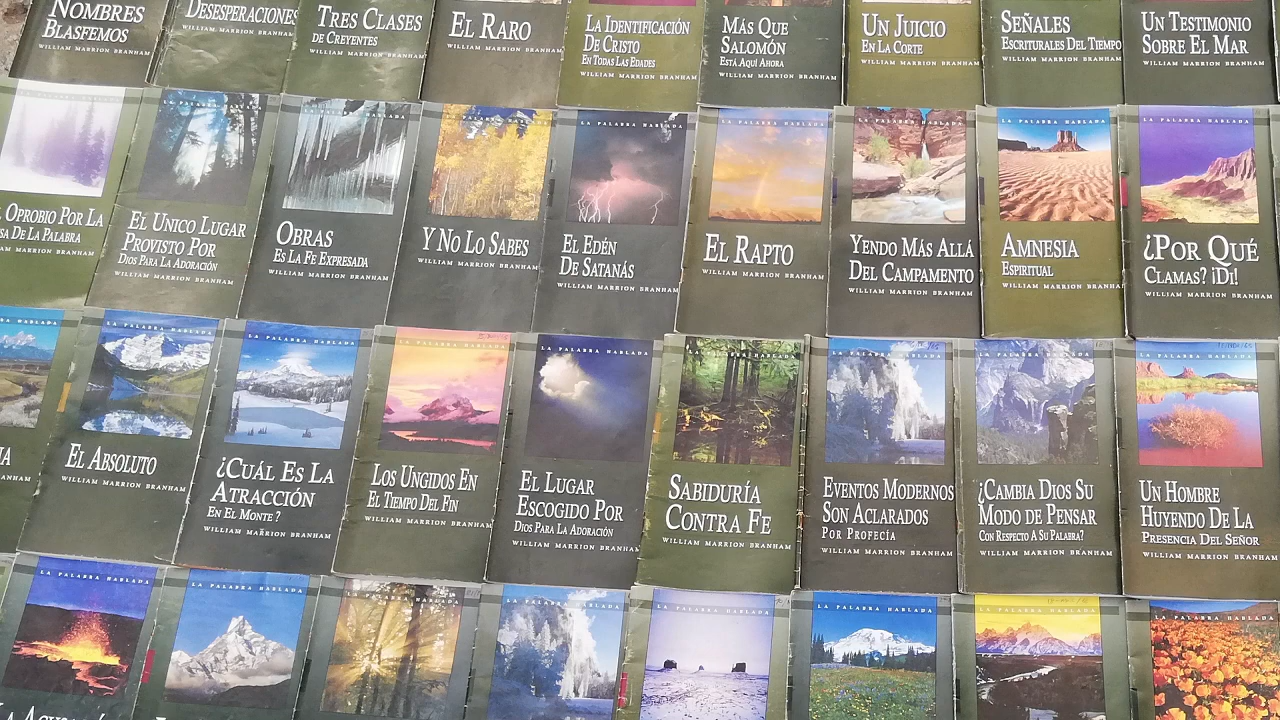 NOMBRES
BLASFEMOS
WILLIAM MARRION BRANHAM
DESESPERACIONES
WILLIAM MARRION BRANHAM
TRES CLASES
DE CREYENTES
WILLIAM MARRION BRANHAM
EL RARO
WILLIAM MARRION BRANHAM
LA IDENTIFICACIÓN
DE CRISTO
EN TODAS LAS EDADES
WILLIAM MARRION BRANHAM
MÁS QUE
SALOMÓN
ESTÁ AQUÍ AHORA
WILLIAM MARRION BRANHAM
UN JUICIO
EN LA CORTE
WILLIAM MARRION BRANHAM
SEÑALES
ESCRITURALES DEL TIEMPO
WILLIAM MARRION BRANHAM
UN TESTIMONIO
SOBRE EL MAR
WILLIAM MARRION BRANHAM
OPROBIO POR LA
SA DE LA PALABRA
WILLIAM MARRION BRANHAM
EL UNICO LUGAR
PROVISTO POR
DIOS PARA LA ADORACIÓN
WILLIAM MARRION BRANHAM
OBRAS
ES LA FE EXPRESADA
WILLIAM MARRION BRANHAM
Y NO LO SABES
WILLIAM MARRION BRANHAM
LA PALABRA HABLADA
EL EDÉN
DE SATANÁS
WILLIAM MARRION BRANHAM
LA PALABRA HABLADA
EL RAPTO
WILLIAM MARRION BRANHAM
LA PALABRA HABLADA
YENDO MÁS ALLÁ
DEL CAMPAMENTO
WILLIAM MARRION BRANHAM
LA PALABRA HABLADA
AMNESIA
ESPIRITUAL
WILLIAM MARRION BRANHAM
LA PALABRA HABLADA
¿POR QUÉ
CLAMAS? ¡DI!
WILLIAM MARRION BRANHAM
HABLADA
IA
LA PALABRA HABLADA
EL ABSOLUTO
WILLIAM MARRION BRANHAM
LA PALABRA HABLADA
¿CUÁL ES LA
ATRACCIÓN
EN EL MONTE?
WILLIAM MARRION BRANHAM
LA PALABRA HABLADA
LOS UNGIDOS EN
EL TIEMPO DEL FIN
WILLIAM MARRION BRANHAM
LA PALABRA HABLADA
EL LUGAR
ESCOGIDO POR
DIOS PARA LA ADORACIÓN
WILLIAM MARRION BRANHAM
LA PALABRA HABLADA
SABIDURÍA
CONTRA FE
WILLIAM MARRION BRANHAM
LA PALABRA HABLADA
EVENTOS MODERNOS
SON ACLARADOS
POR PROFECÍA
WILLIAM MARRION BRANHAM
LA PALABRA HABLADA
¿CAMBIA DIOS SU
MODO DE PENSAR
CON RESPECTO A SU PALABRA?
WILLIAM MARRION BRANHAM
LA PALABRA HABLADA
UN HOMBRE
HUYENDO DE LA
PRESENCIA DEL SEÑOR
WILLIAM MARRION BRANHAM
LA PALABRA HABLADA
LA PALABRA HABLADA
LA PALABRA HABLADA
LA PALABRA HABLADA
LA PALABRA HABLADA
LA PALABRA HABLADA
LA PALABRA HABLADA
LA PALABRA HABLADA